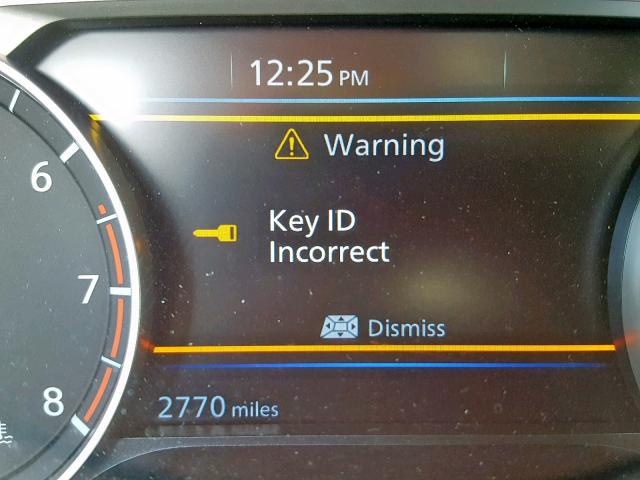 12:25 PM
Warning
6
Key ID
Incorrect
7
Dismiss
8
2770 miles